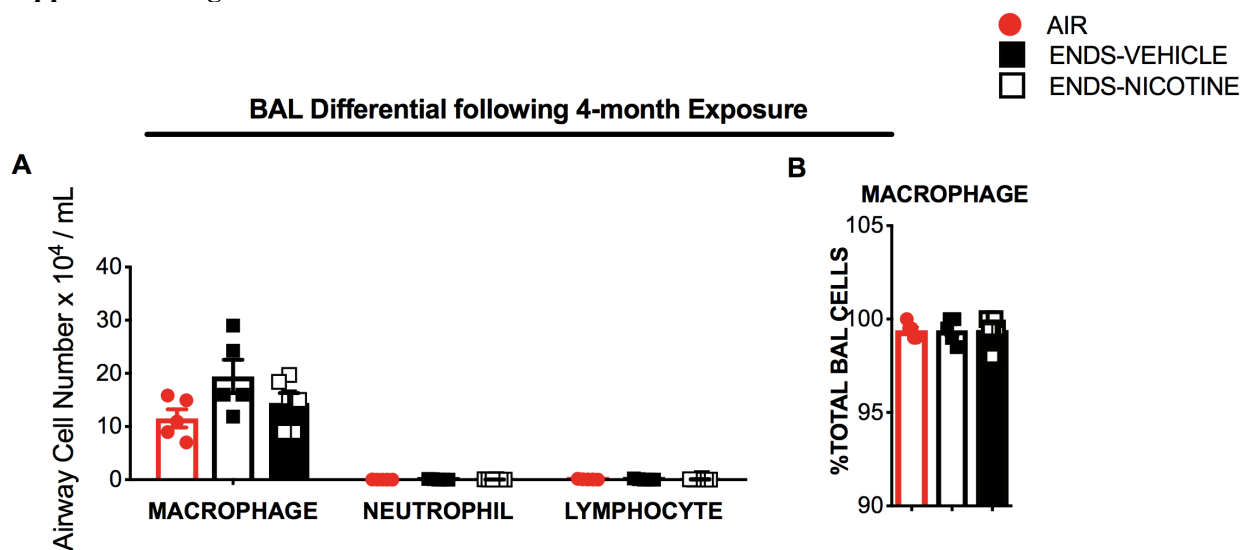 AIR
ENDS-VEHICLE
ENDS-NICOTINE
BAL Differential following 4-month Exposure
A
Airway Cell Number x 10⁴ / mL
40
30
20
10
0
MACROPHAGE
NEUTROPHIL
LYMPHOCYTE
B
MACROPHAGE
%TOTAL BAL CELLS
105
100
95
90